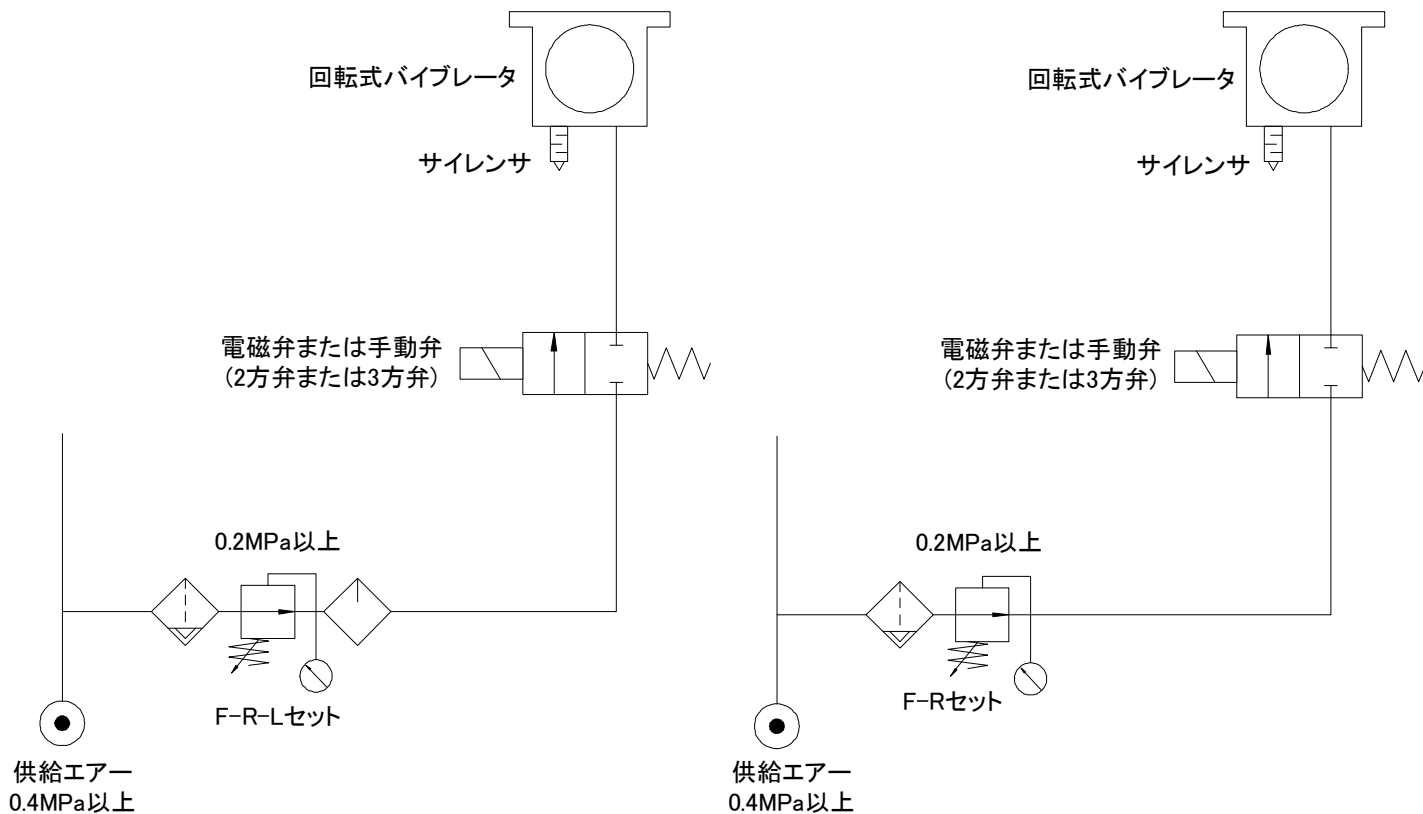 回転式バイブレータ
サイレンサ
電磁弁または手動弁
(2方弁または3方弁)
0.2MPa以上
F-R-Lセット
供給エアー
0.4MPa以上
回転式バイブレータ
サイレンサ
電磁弁または手動弁
(2方弁または3方弁)
0.2MPa以上
F-Rセット
供給エアー
0.4MPa以上